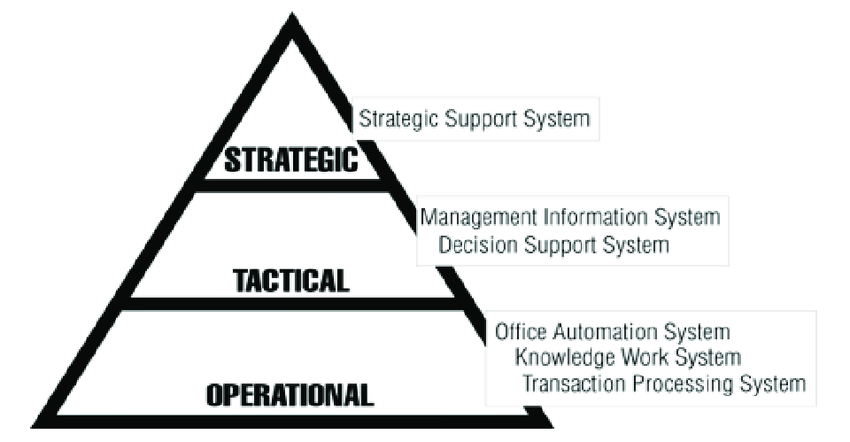 Strategic Support System
STRATEGIC
Management Information System
Decision Support System
TACTICAL
Office Automation System
Knowledge Work System
Transaction Processing System
OPERATIONAL